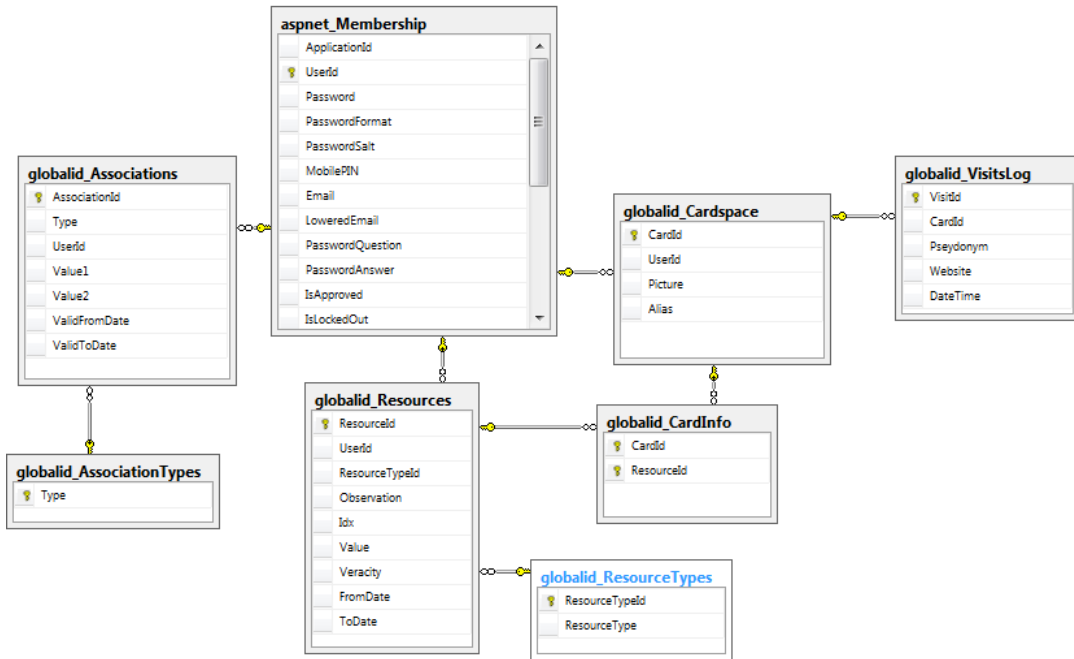 aspnet_Membership
ApplicationId
UserId
Password
PasswordFormat
PasswordSalt
MobilePIN
Email
LoweredEmail
PasswordQuestion
PasswordAnswer
IsApproved
IsLockedOut
globalid_Associations
AssociationId
Type
UserId
Value1
Value2
ValidFromDate
ValidToDate
globalid_Cardspace
CardId
UserId
Picture
Alias
globalid_VisitsLog
VisitId
CardId
Pseydonym
Website
DateTime
globalid_Resources
ResourceId
UserId
ResourceTypeId
Observation
Idx
Value
Veracity
FromDate
ToDate
globalid_CardInfo
CardId
ResourceId
globalid_AssociationTypes
Type
globalid_ResourceTypes
ResourceTypeId
ResourceType